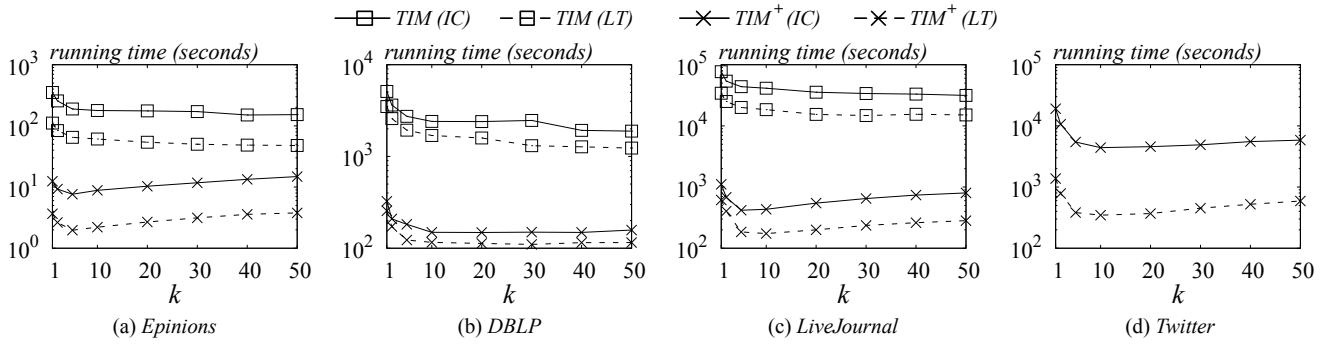 TIM (IC) TIM (LT) TIM+ (IC) TIM+ (LT)
running time (seconds)
10^3
10^2
10^1
10^0
1 10 20 30 40 50
k
(a) Epinions
running time (seconds)
10^4
10^3
10^2
1 10 20 30 40 50
k
(b) DBLP
running time (seconds)
10^5
10^4
10^3
10^2
1 10 20 30 40 50
k
(c) LiveJournal
running time (seconds)
10^5
10^4
10^3
10^2
1 10 20 30 40 50
k
(d) Twitter